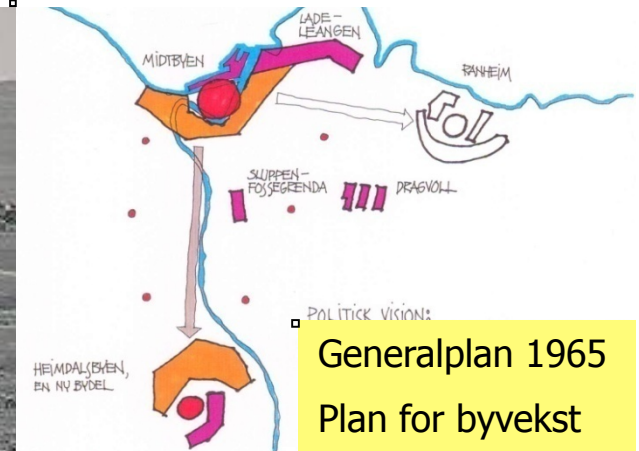 LADE-
LEANGEN
MIDTBYEN
RANHEIM
SLUPPEN-
FOSSEGRENDA
DRAGVOLL
POLITISK VISION:
HEIMDALSBYEN,
EN NY BYDEL
Generalplan 1965
Plan for byvekst